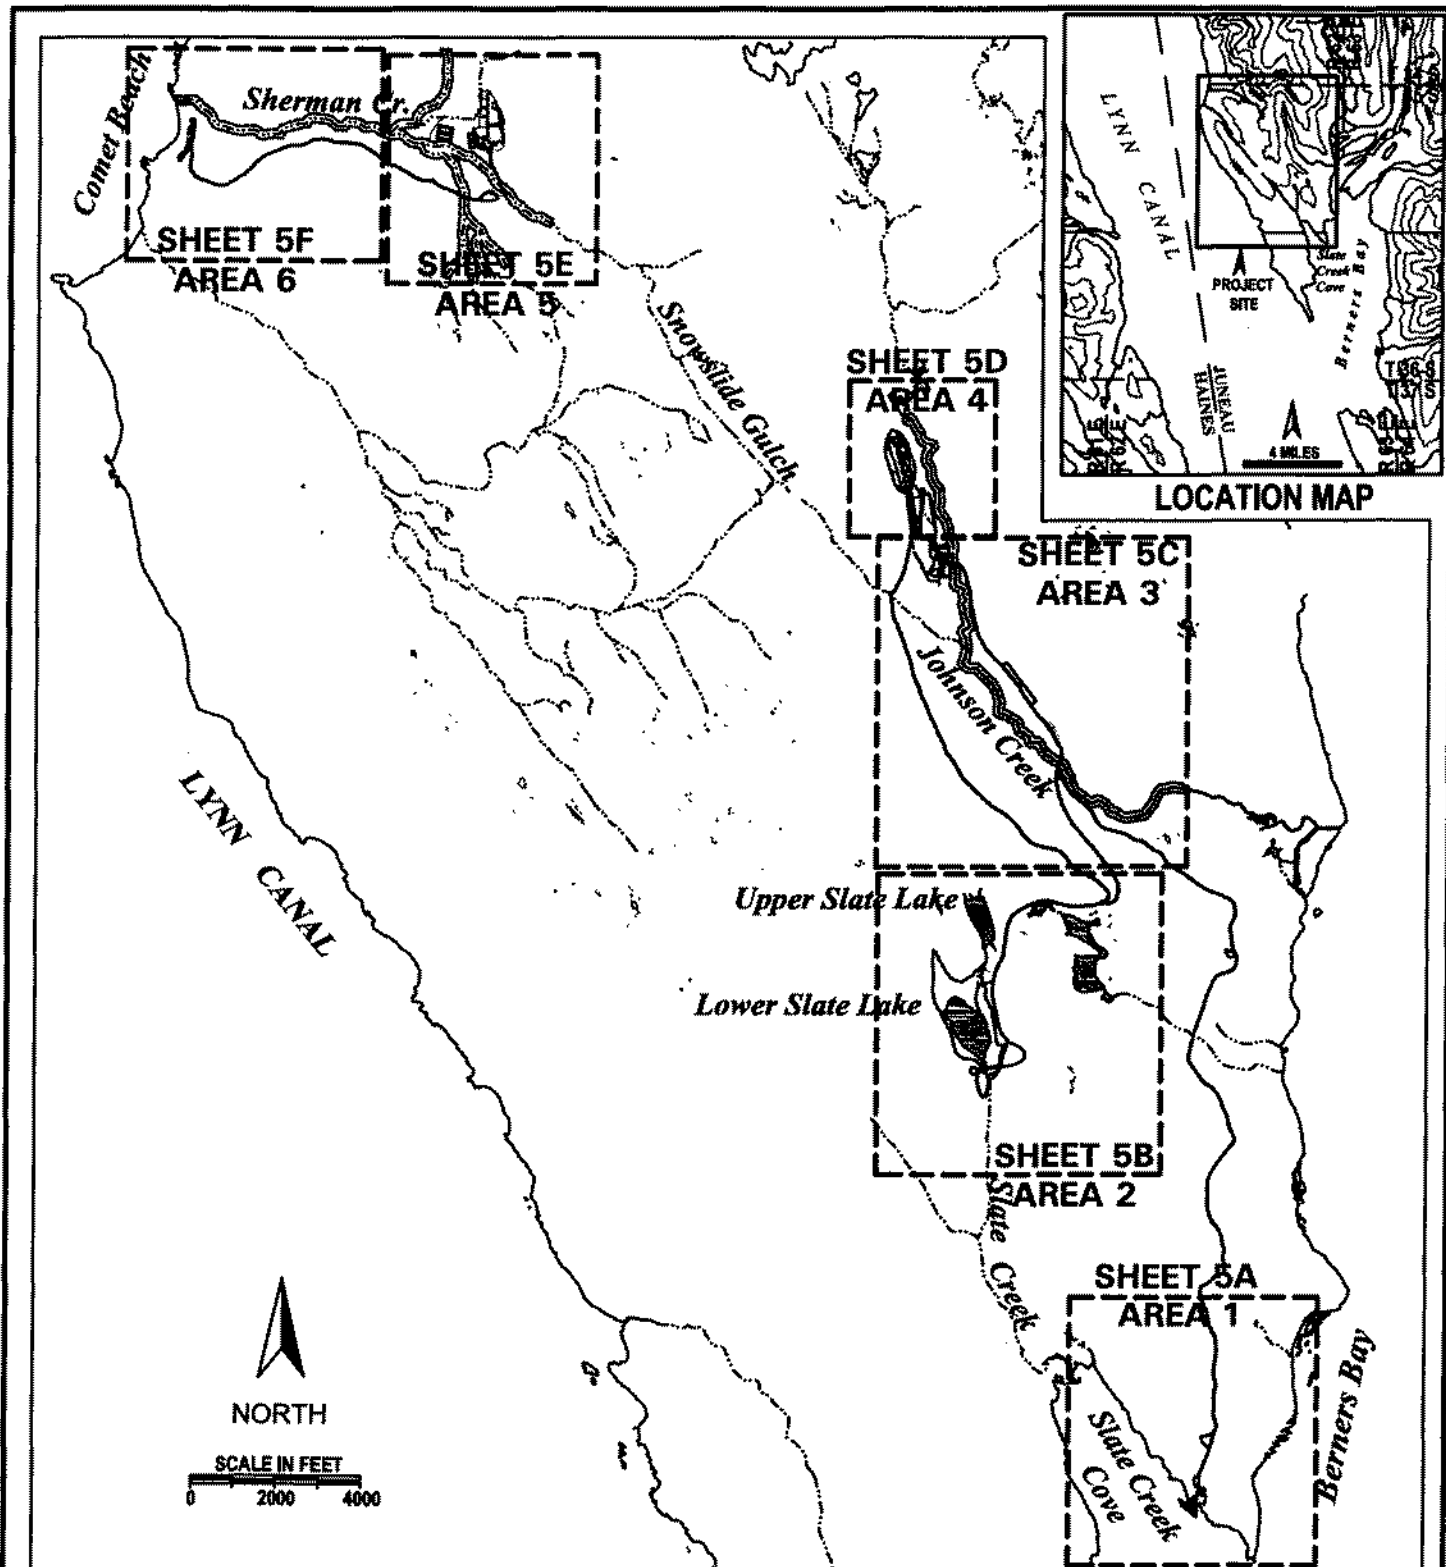 Comet Beach
Sherman Cr.
SHEET 5F
AREA 6
SHEET 5E
AREA 5
Snowslide Gulch
LYNN CANAL
PROJECT
SITE
Slate
Creek
Cove
Berners Bay
JUNEAU
HAINES
4 MILES
LOCATION MAP
SHEET 5D
AREA 4
SHEET 5C
AREA 3
Johnson Creek
LYNN CANAL
Upper Slate Lake
Lower Slate Lake
SHEET 5B
AREA 2
Slate Creek
SHEET 5A
AREA 1
Slate Creek
Cove
Berners Bay
NORTH
SCALE IN FEET
0 2000 4000